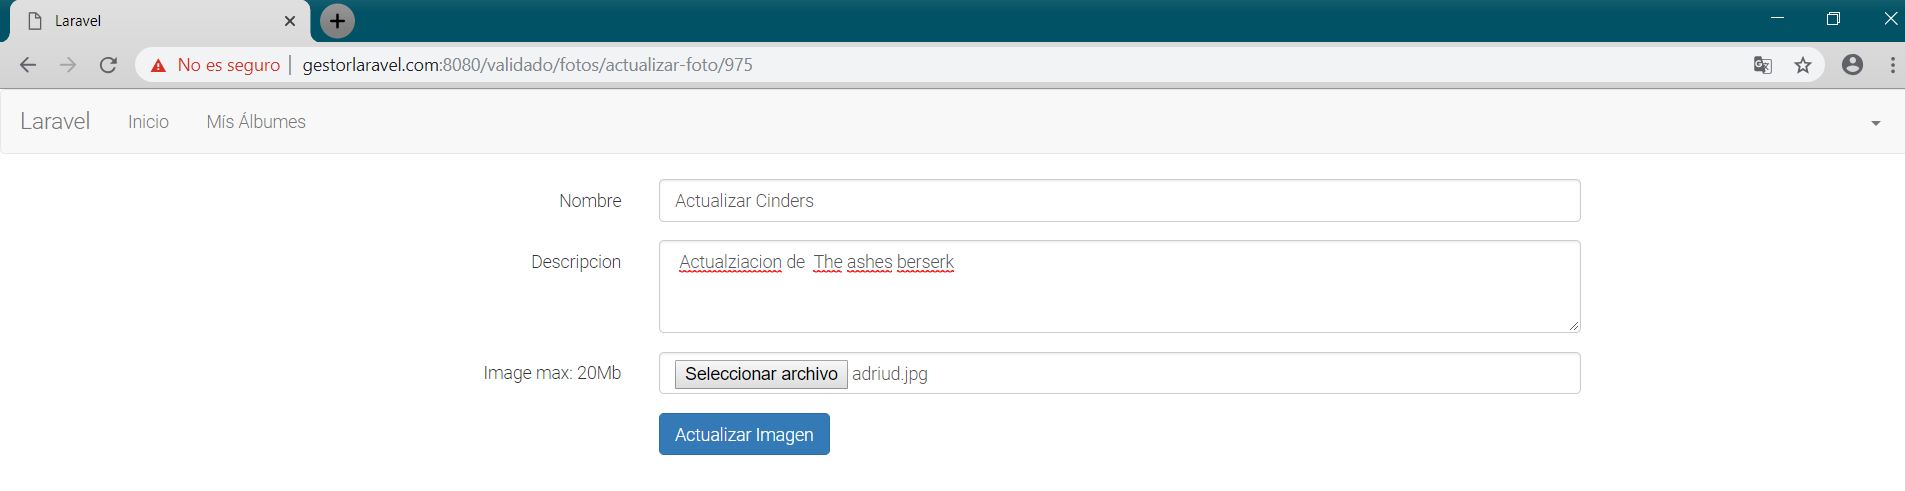 Laravel
No es seguro | gestorlaravel.com:8080/validado/fotos/actualizar-foto/975
Laravel Inicio Mís Álbumes
Nombre Actualizar Cinders
Descripcion Actualziacion de The ashes berserk
Image max: 20Mb Seleccionar archivo adriud.jpg
Actualizar Imagen